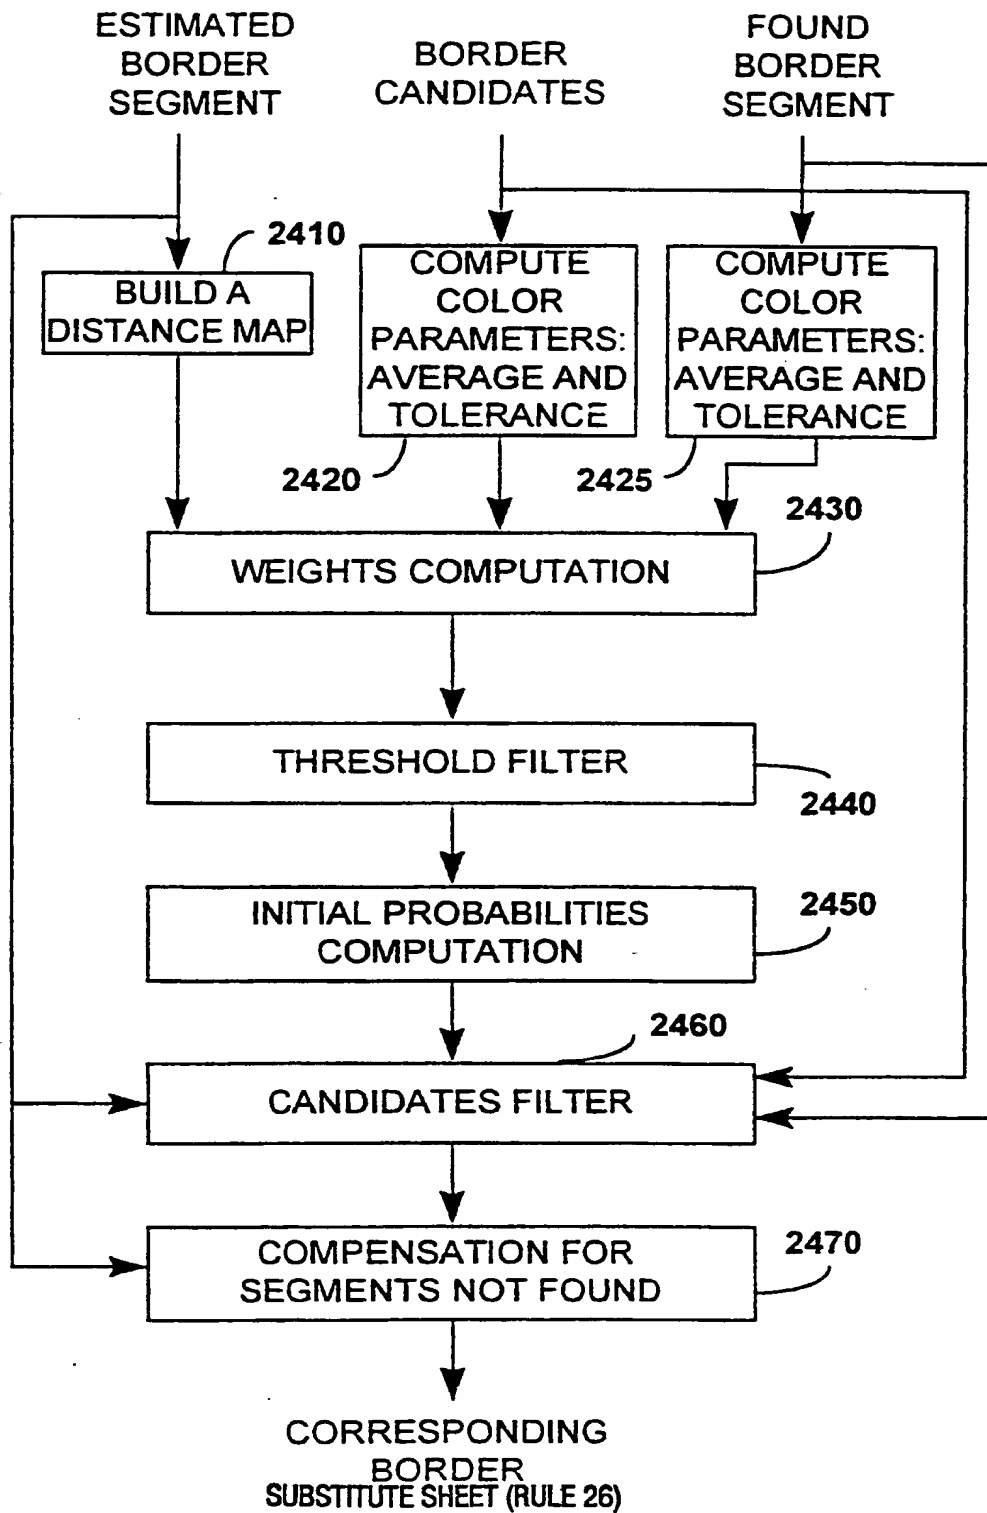 ESTIMATED
BORDER
SEGMENT
BORDER
CANDIDATES
FOUND
BORDER
SEGMENT
2410
BUILD A
DISTANCE MAP
COMPUTE
COLOR
PARAMETERS:
AVERAGE AND
TOLERANCE
COMPUTE
COLOR
PARAMETERS:
AVERAGE AND
TOLERANCE
2420
2425
2430
WEIGHTS COMPUTATION
THRESHOLD FILTER
2440
INITIAL PROBABILITIES
COMPUTATION
2450
2460
CANDIDATES FILTER
COMPENSATION FOR
SEGMENTS NOT FOUND
2470
CORRESPONDING
BORDER
SUBSTITUTE SHEET (RULE 26)